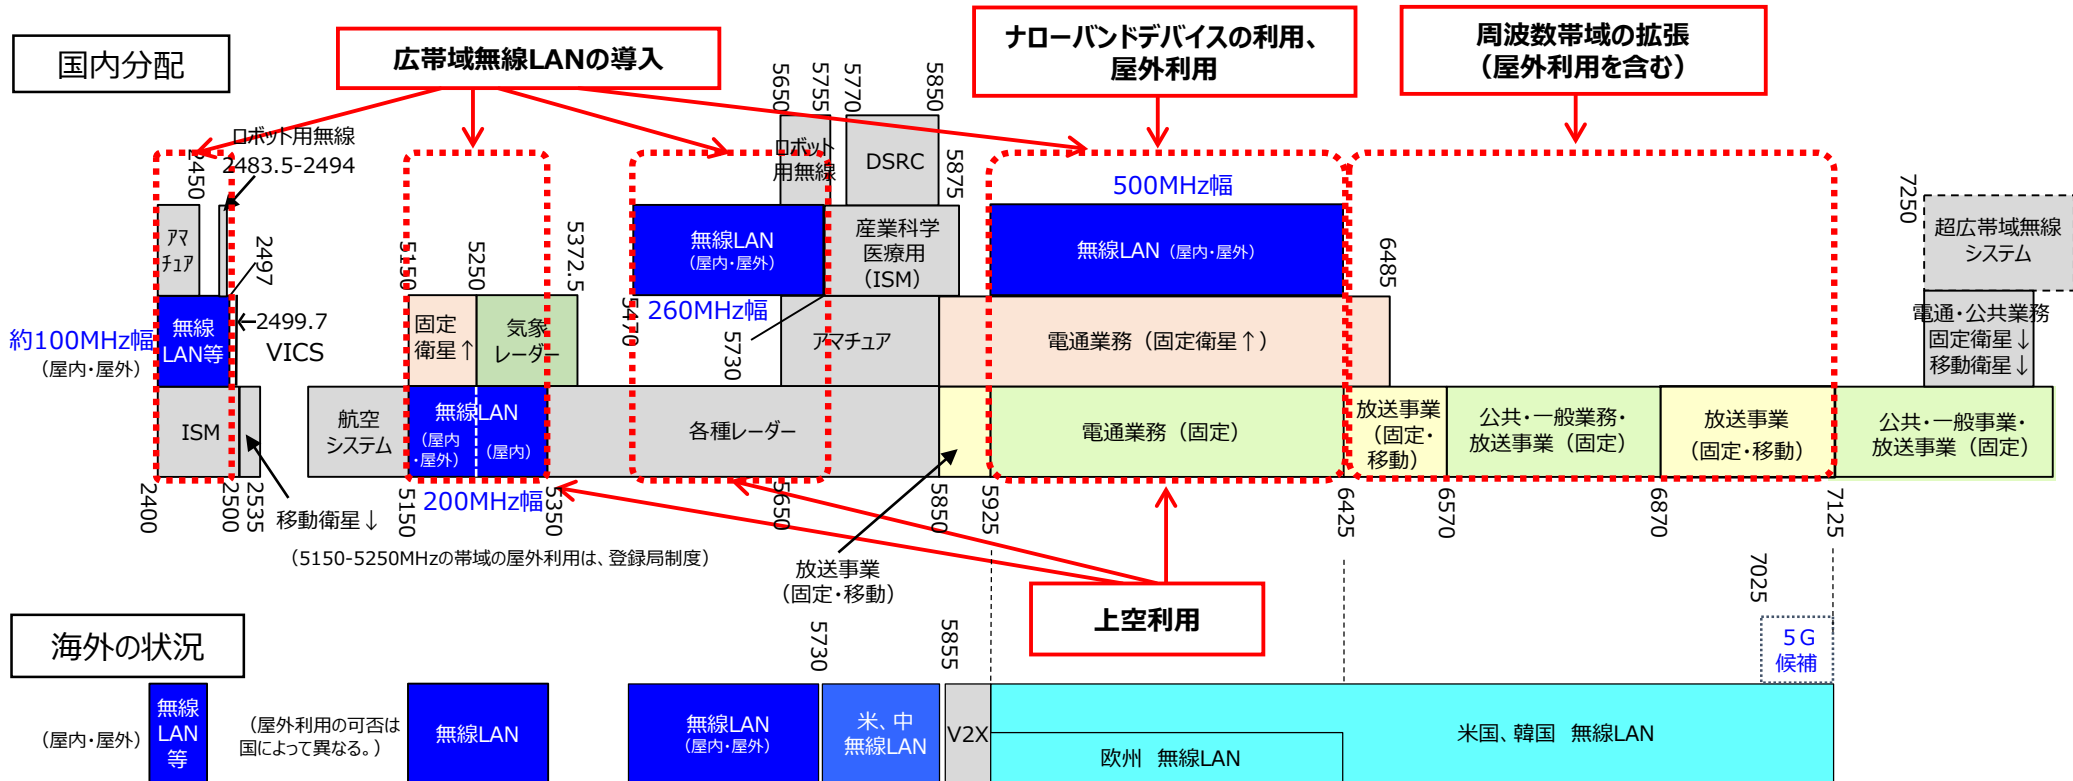 国内分配
広帯域無線LANの導入
ナローバンドデバイスの利用、
屋外利用
周波数帯域の拡張
（屋外利用を含む）
5650
5755
5770
5850
ロボット用無線
2483.5-2494
2450
ロボット
用無線
DSRC
5875
500MHz幅
7250
アマ
チュア
2497
5150
5250
5372.5
無線LAN
（屋内・屋外）
産業科学
医療用
（ISM）
無線LAN（屋内・屋外）
6485
超広帯域無線
システム
約100MHz幅
（屋内・屋外）
無線
LAN等
2499.7
VICS
固定
衛星↑
気象
レーダー
5470
260MHz幅
5730
アマチュア
電通業務（固定衛星↑）
電通・公共業務
固定衛星↓
移動衛星↓
ISM
航空
システム
無線LAN
（屋内
・屋外）
（屋内）
各種レーダー
電通業務（固定）
放送事業
（固定・
移動）
公共・一般業務・
放送事業（固定）
放送事業
（固定・移動）
公共・一般事業・
放送事業（固定）
2400
2500
2535
移動衛星↓
5150
200MHz幅
5350
5650
5850
5925
6425
6570
6870
7125
（5150-5250MHzの帯域の屋外利用は、登録局制度）
放送事業
（固定・移動）
上空利用
7025
海外の状況
5730
5855
5G
候補
（屋内・屋外）
無線
LAN
等
（屋外利用の可否は
国によって異なる。）
無線LAN
無線LAN
（屋内・屋外）
米、中
無線LAN
V2X
欧州 無線LAN
米国、韓国 無線LAN